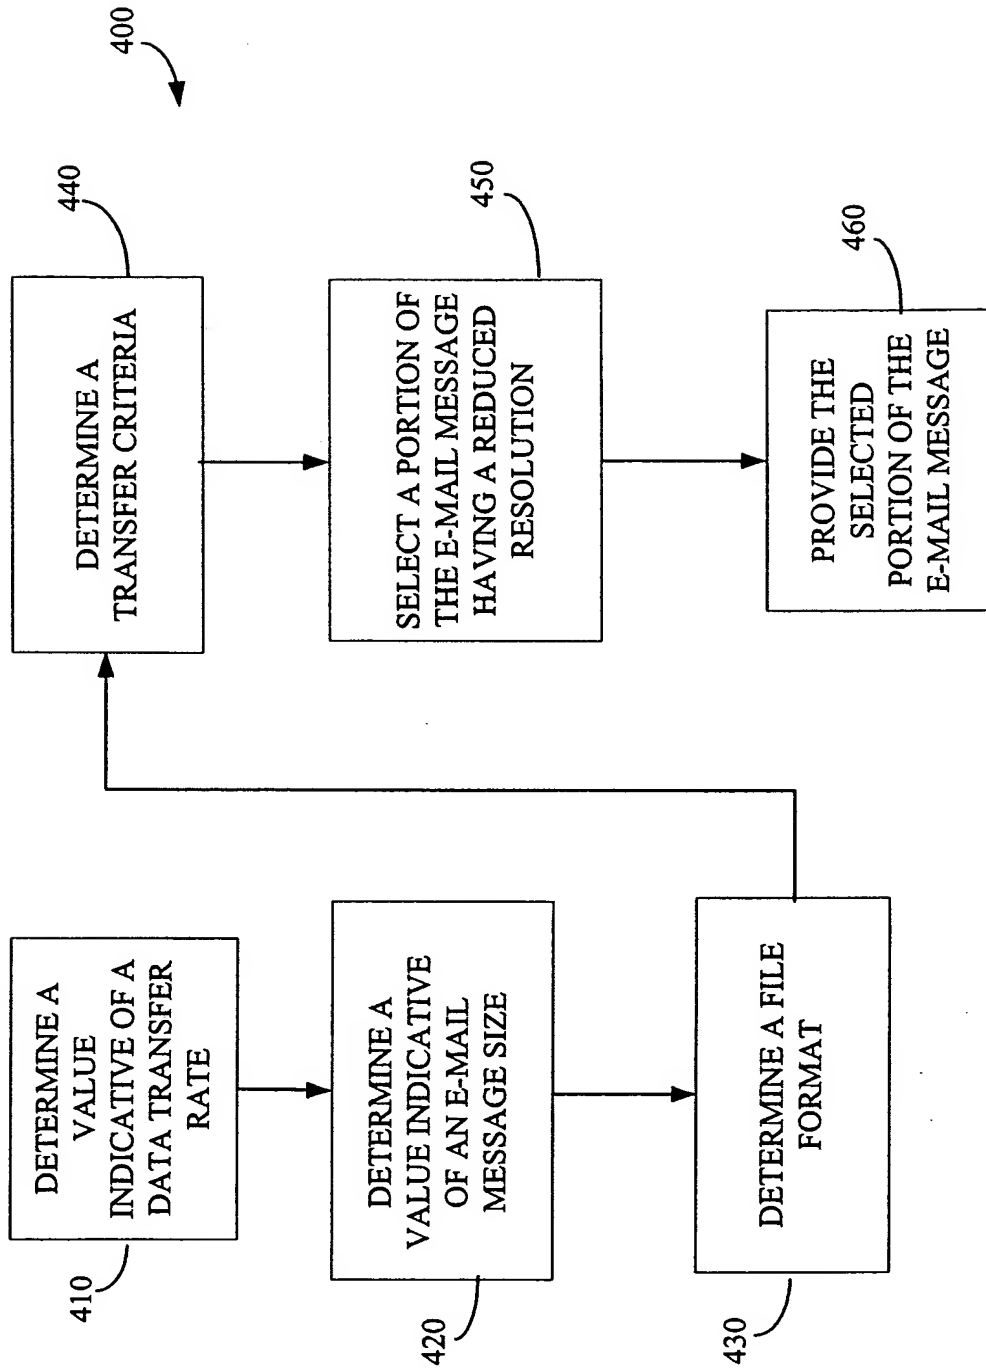 400
410
DETERMINE A
VALUE
INDICATIVE OF A
DATA TRANSFER
RATE
420
DETERMINE A
VALUE INDICATIVE
OF AN E-MAIL
MESSAGE SIZE
430
DETERMINE A FILE
FORMAT
440
DETERMINE A
TRANSFER CRITERIA
450
SELECT A PORTION OF
THE E-MAIL MESSAGE
HAVING A REDUCED
RESOLUTION
460
PROVIDE THE
SELECTED
PORTION OF THE
E-MAIL MESSAGE